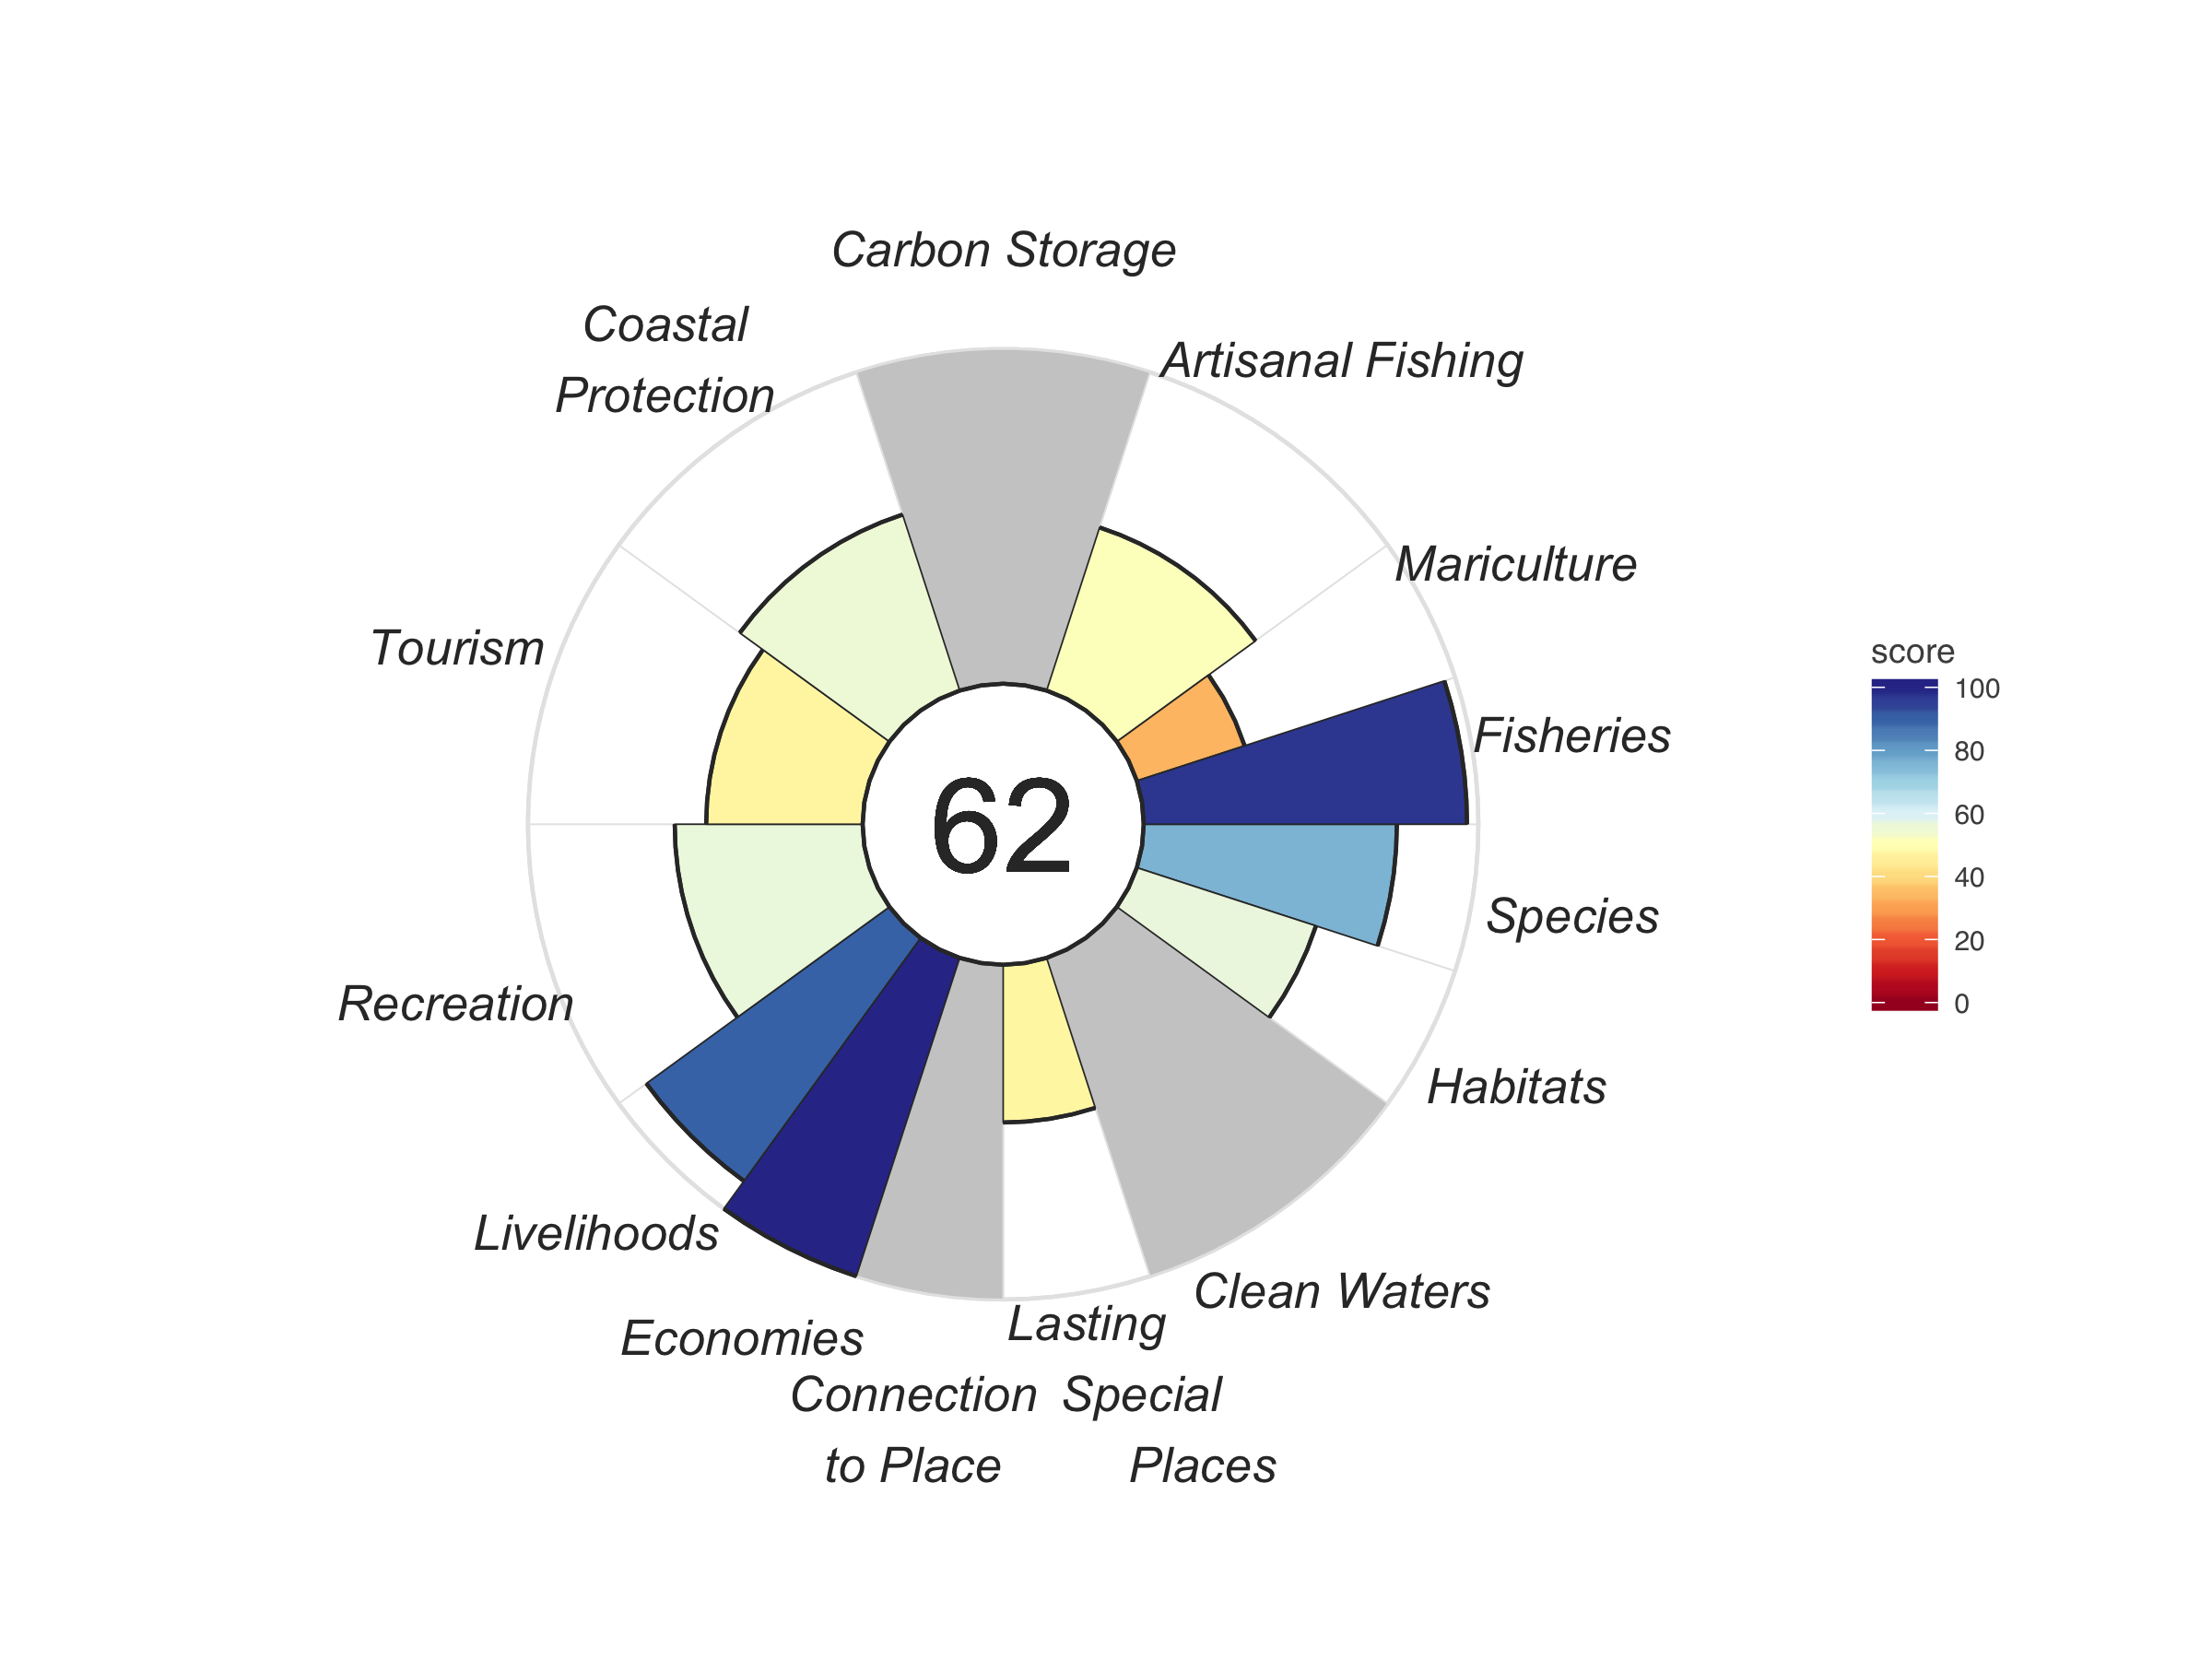 Carbon Storage
Coastal
Protection
Artisanal Fishing
Mariculture
Tourism
Fisheries
62
Species
Recreation
Habitats
Livelihoods
Clean Waters
Economies
Lasting
Special
Places
Connection
to Place
score
100
80
60
40
20
0